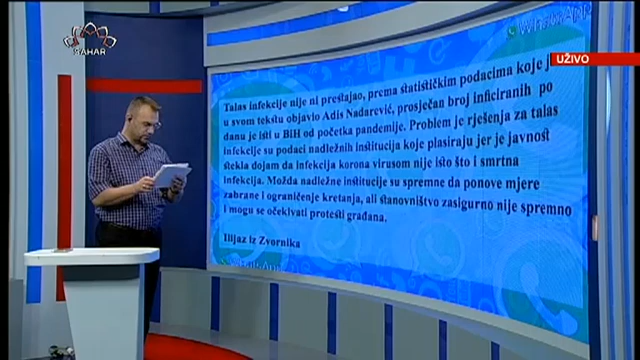 SAHAR
WHATSAPP
UŽIVO
Talas infekcije nije ni prestajao, prema statističkim podacima koje je
u svom tekstu objavio Adis Nadarević, prosječan broj inficiranih po
danu je isti u BiH od početka pandemije. Problem je rješenja za talas
infekcije su podaci nadležnih institucija koje plasiraju jer je javnost
stekla dojam da infekcija korona virusom nije isto što i smrtna
infekcija. Možda nadležne institucije su spremne da ponove mjere
zabrane i ograničenje kretanja, ali stanovništvo zasigurno nije spremno
i mogu se očekivati protesti građana.
Ilijaz iz Zvornika